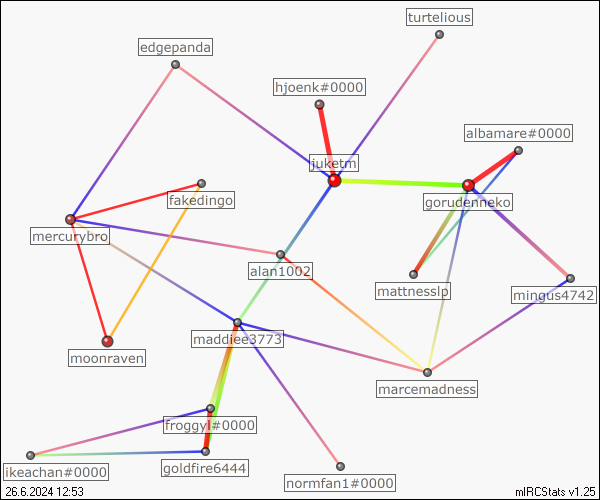 turtelious
edgepanda
hjoenk#0000
albamare#0000
juketm
fakedingo
gorudenneko
mercurybro
alan1002
mattnesslp
mingus4742
maddiee3773
moonraven
marcemadness
froggyl#0000
ikeachan#0000
goldfire6444
normfan1#0000
26.6.2024 12:53
mIRCStats v1.25